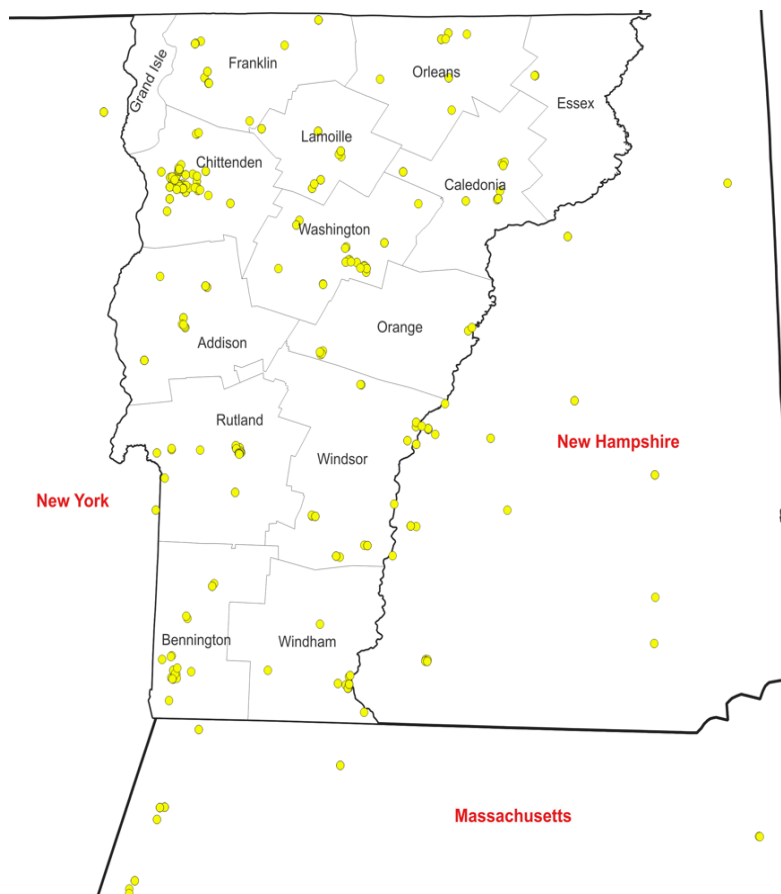 Grand Isle
Franklin
Orleans
Essex
Lamoille
Chittenden
Caledonia
Washington
Orange
Addison
Rutland
New Hampshire
Windsor
New York
Bennington
Windham
Massachusetts